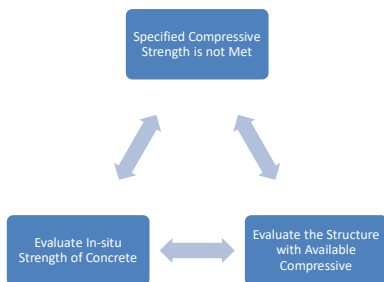 Specified Compressive
Strength is not Met
Evaluate In-situ
Strength of Concrete
Evaluate the Structure
with Available
Compressive